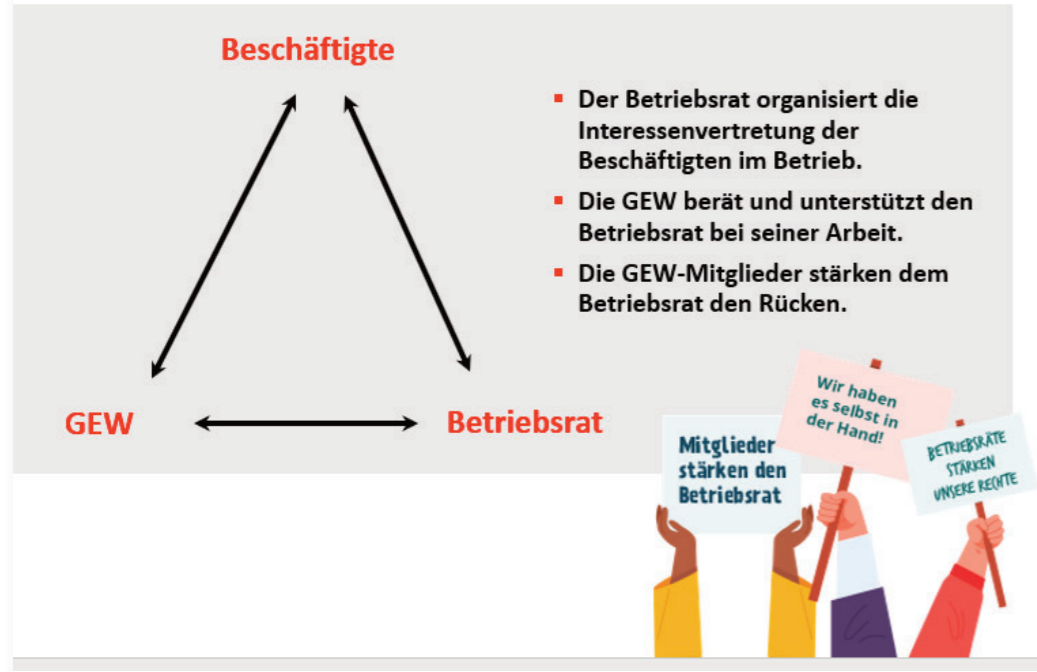 Beschäftigte
▪ Der Betriebsrat organisiert die
Interessenvertretung der
Beschäftigten im Betrieb.
▪ Die GEW berät und unterstützt den
Betriebsrat bei seiner Arbeit.
▪ Die GEW-Mitglieder stärken dem
Betriebsrat den Rücken.
GEW
Betriebsrat
Mitglieder
stärken den
Betriebsrat
Wir haben
es selbst in
der Hand!
BETRIEBSRÄTE
STÄRKEN
UNSERE RECHTE